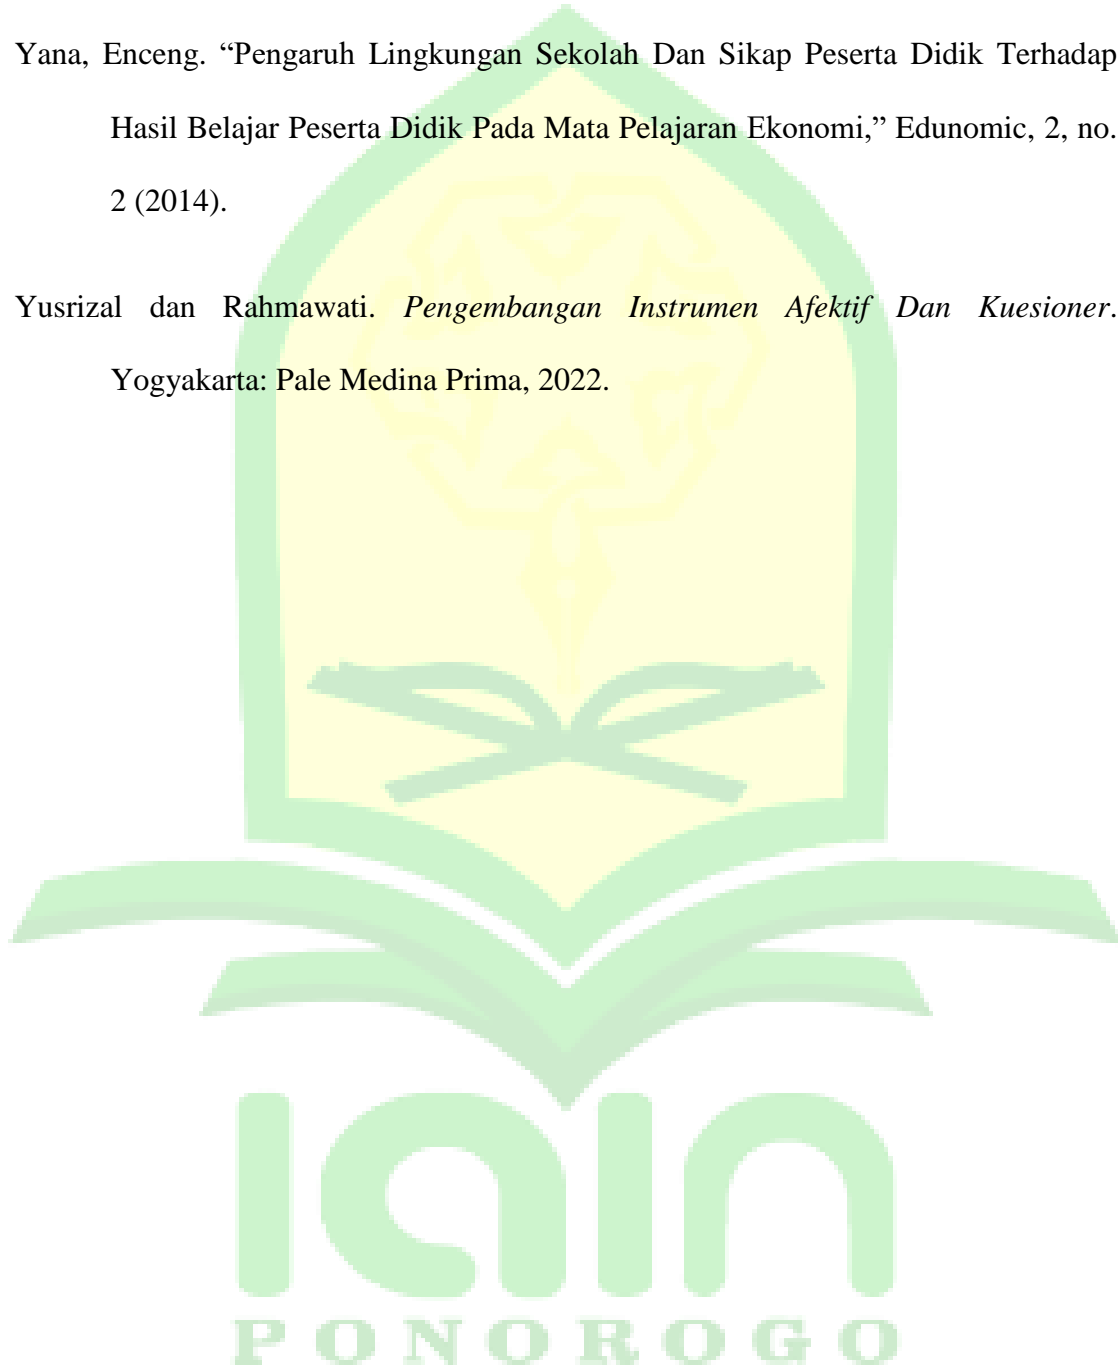 Yana, Enceng. “Pengaruh Lingkungan Sekolah Dan Sikap Peserta Didik Terhadap
Hasil Belajar Peserta Didik Pada Mata Pelajaran Ekonomi,” Edunomic, 2, no.
2 (2014).
Yusrizal dan Rahmawati. Pengembangan Instrumen Afektif Dan Kuesioner.
Yogyakarta: Pale Medina Prima, 2022.
iain
PONOROGO